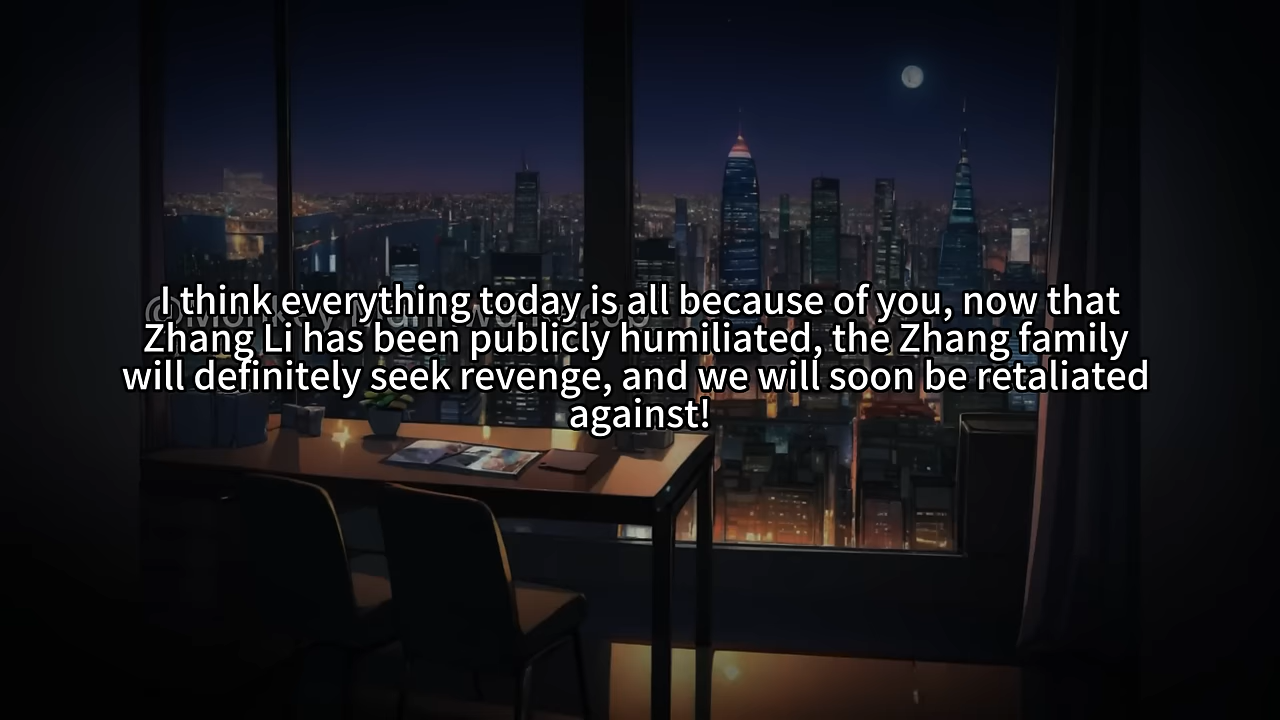 I think everything today is all because of you, now that
Zhang Li has been publicly humiliated, the Zhang family
will definitely seek revenge, and we will soon be retaliated
against!